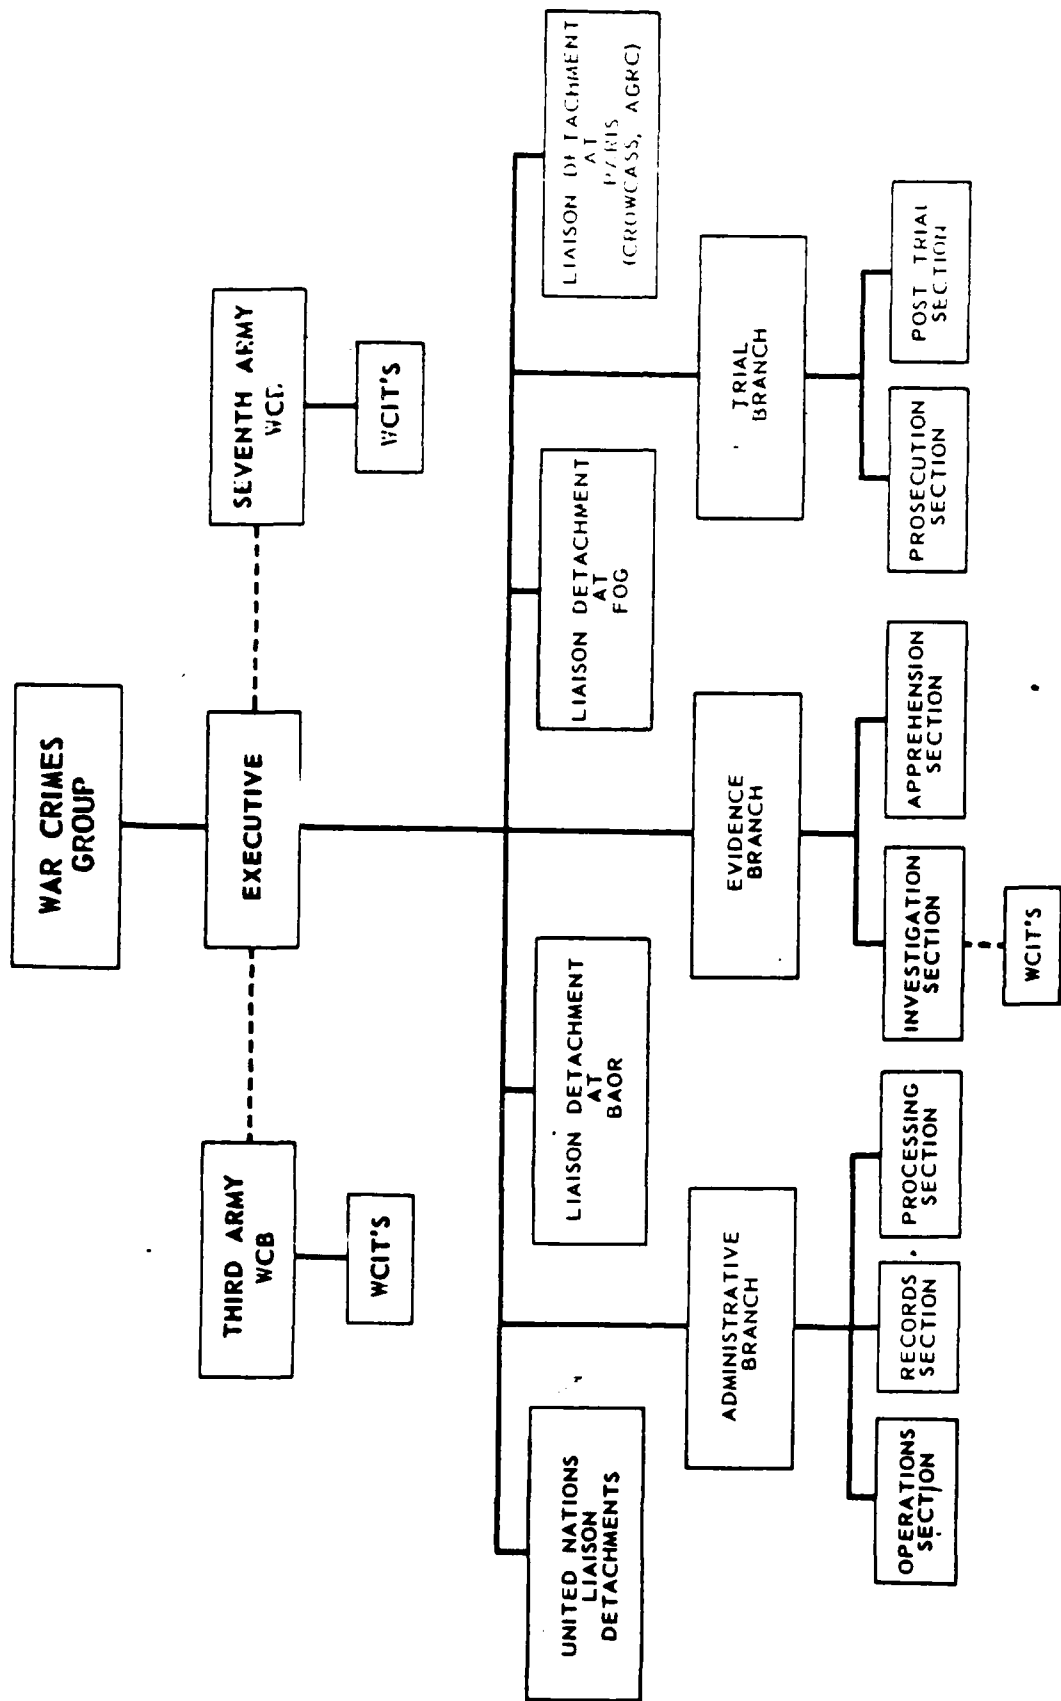 WAR CRIMES
GROUP
THIRD ARMY
WCB
EXECUTIVE
SEVENTH ARMY
WCIT'S
WCIT'S
UNITED NATIONS
LIAISON
DETACHMENTS
LIAISON DETACHMENT
AT
BAOR
LIAISON DETACHMENT
AT
FOG
LIAISON DETACHMENT
AT
PARIS
(CROWCASS, AGRC)
ADMINISTRATIVE
BRANCH
EVIDENCE
BRANCH
TRIAL
BRANCH
OPERATIONS
SECTION
RECORDS
SECTION
PROCESSING
SECTION
INVESTIGATION
SECTION
APPREHENSION
SECTION
PROSECUTION
SECTION
POST TRIAL
SECTION
WCIT'S